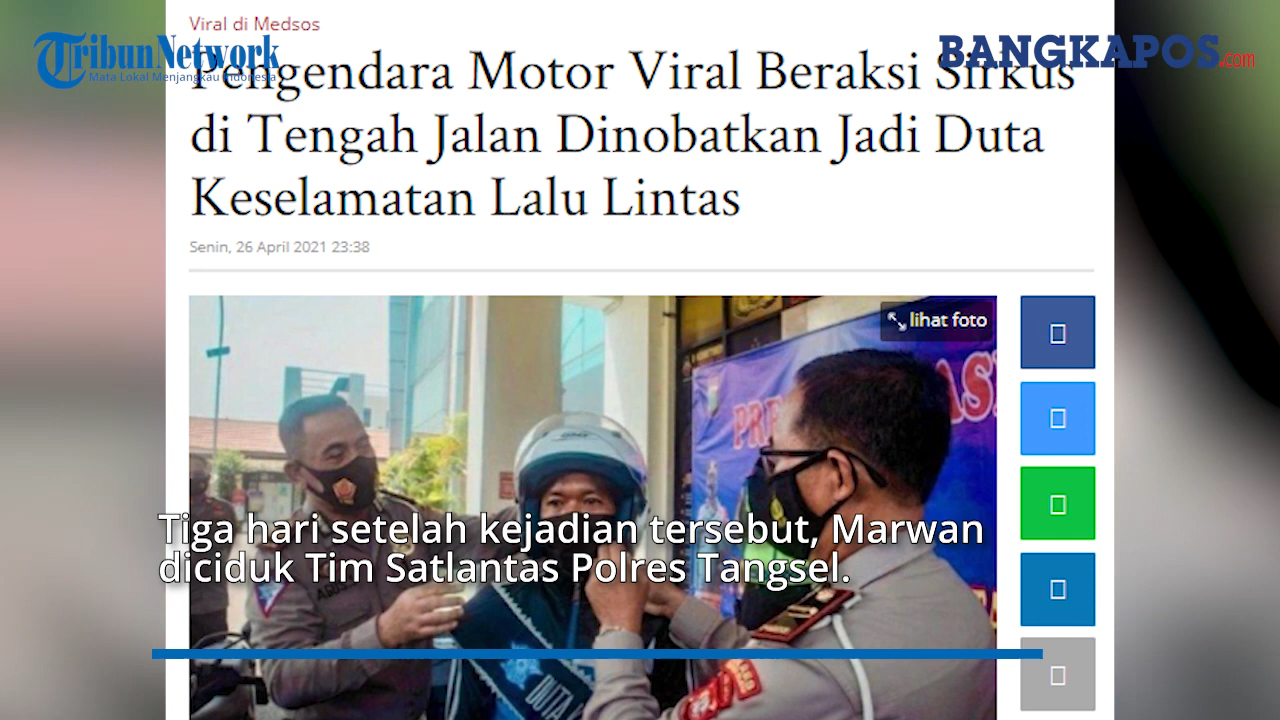 Viral di Medsos
TribunNetwork
Mata Lokal Menjangkau Indonesia
BANGKAPOS.com
Pengendara Motor Viral Beraksi Sirkus
di Tengah Jalan Dinobatkan Jadi Duta
Keselamatan Lalu Lintas
Senin, 26 April 2021 23:38
lihat foto
Tiga hari setelah kejadian tersebut, Marwan
diciduk Tim Satlantas Polres Tangsel.
DUTA